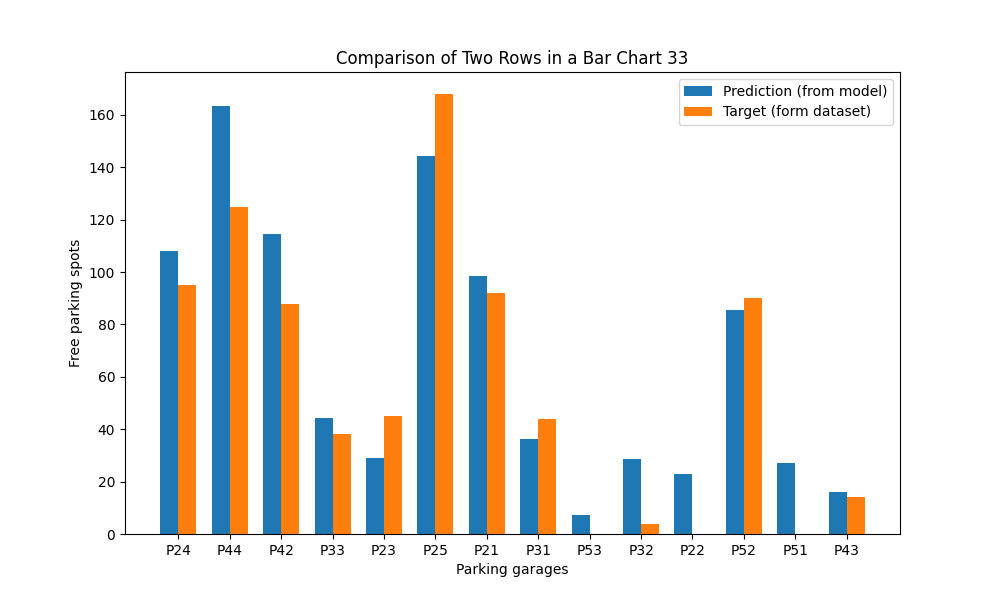 Comparison of Two Rows in a Bar Chart 33
Prediction (from model)
Target (form dataset)
Free parking spots
160
140
120
100
80
60
40
20
0
P24 P44 P42 P33 P23 P25 P21 P31 P53 P32 P22 P52 P51 P43
Parking garages